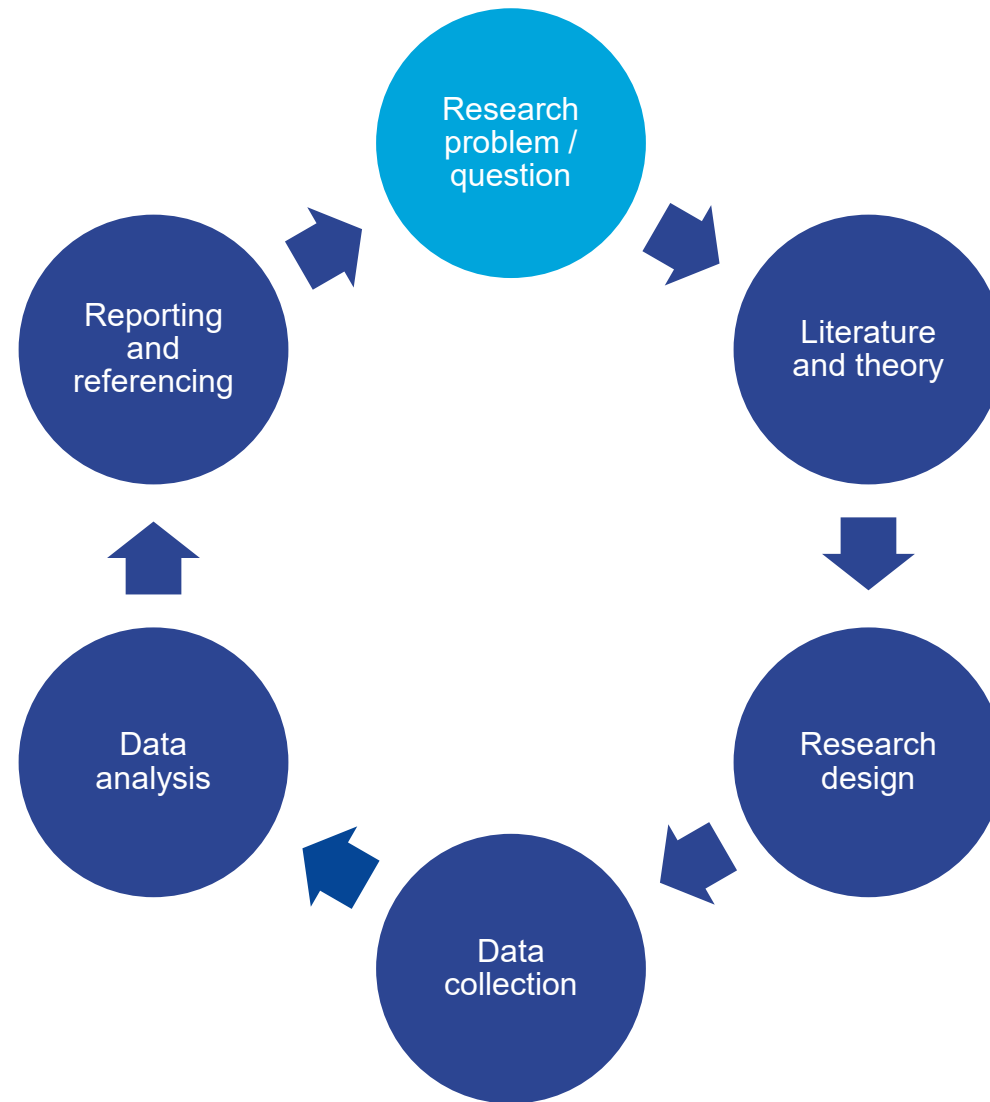 Research
problem /
question
Literature
and theory
Research
design
Data
collection
Data
analysis
Reporting
and
referencing